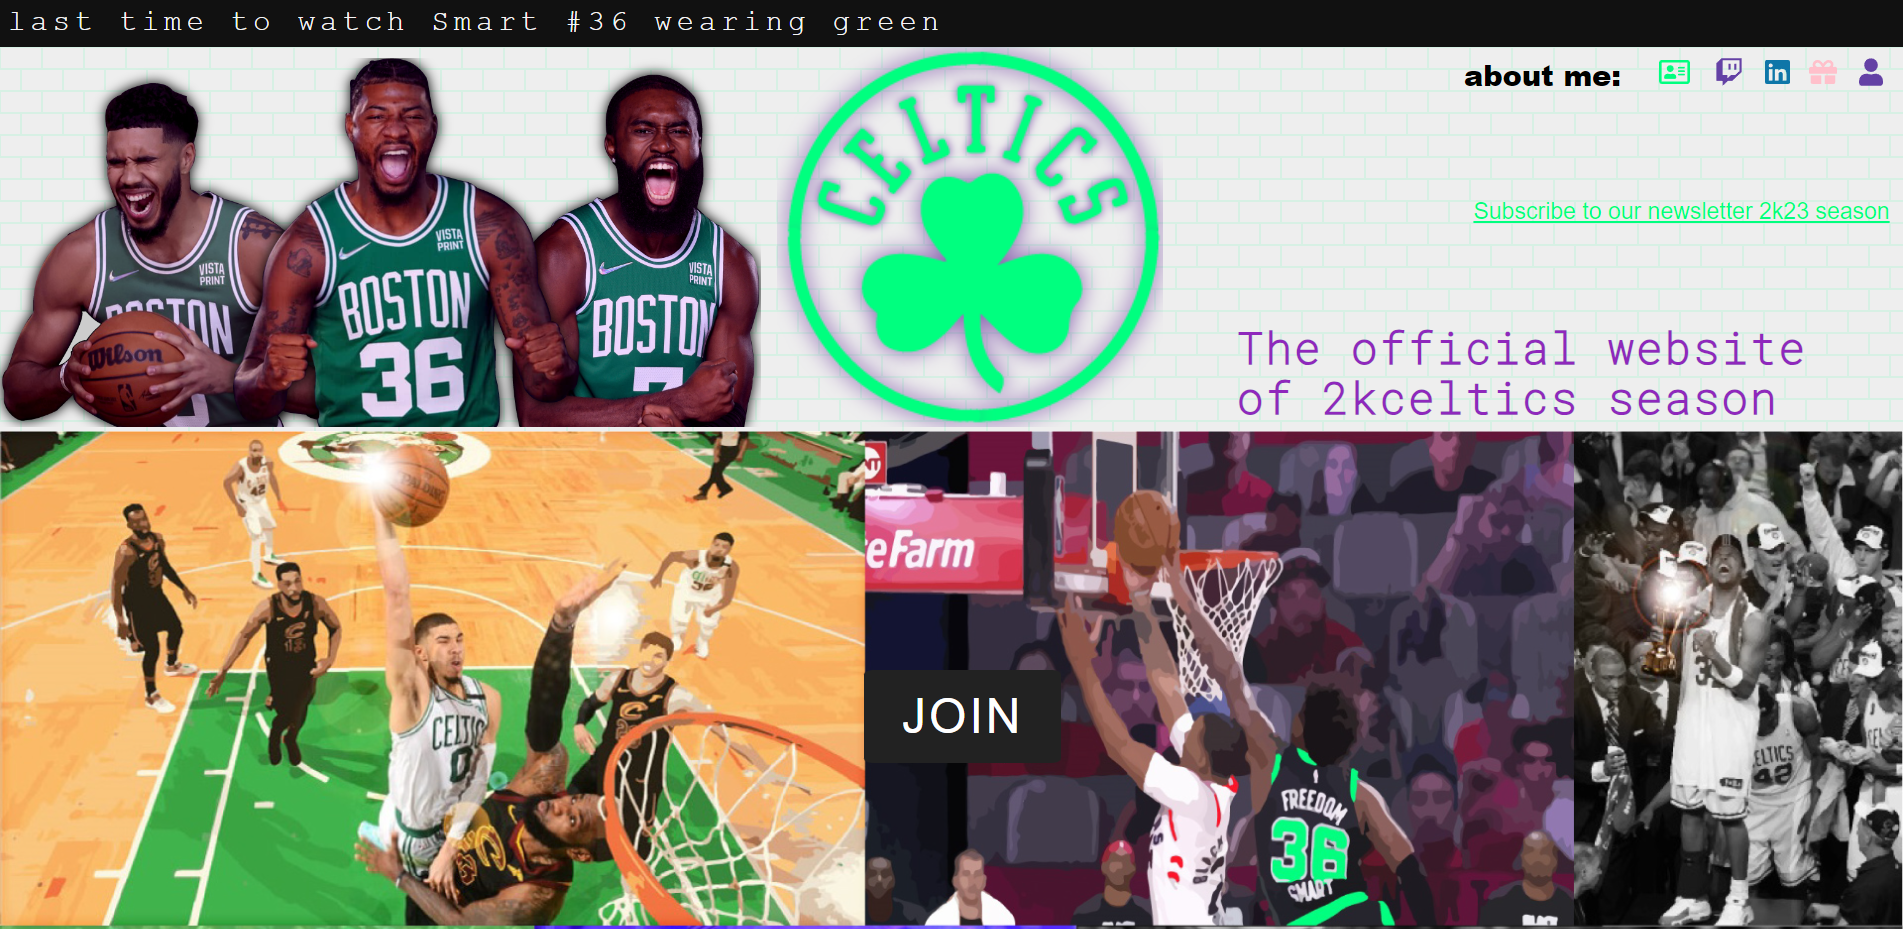 last time to watch Smart #36 wearing green
about me:
CELTICS
VISTA
PRINT
VISTA
PRINT
VISTA
PRINT
BOSTON
BOSTON
BOSTON
36
7
Wilson
Subscribe to our newsletter 2k23 season
The official website
of 2kceltics season
SPALDING
42
eFarm
JOIN
CELTICS
0
FREEDOM
36
SMART
CELTICS
42